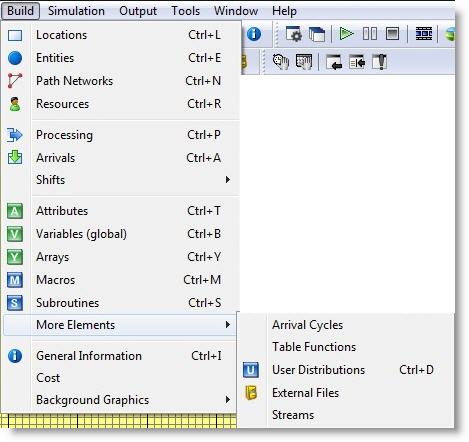 Build Simulation Output Tools Window Help
Locations Ctrl+L
Entities Ctrl+E
Path Networks Ctrl+N
Resources Ctrl+R
Processing Ctrl+P
Arrivals Ctrl+A
Shifts
A Attributes Ctrl+T
V Variables (global) Ctrl+B
A Arrays Ctrl+Y
M Macros Ctrl+M
S Subroutines Ctrl+S
More Elements
General Information Ctrl+I
Cost
Background Graphics
Arrival Cycles
Table Functions
U User Distributions Ctrl+D
External Files
Streams